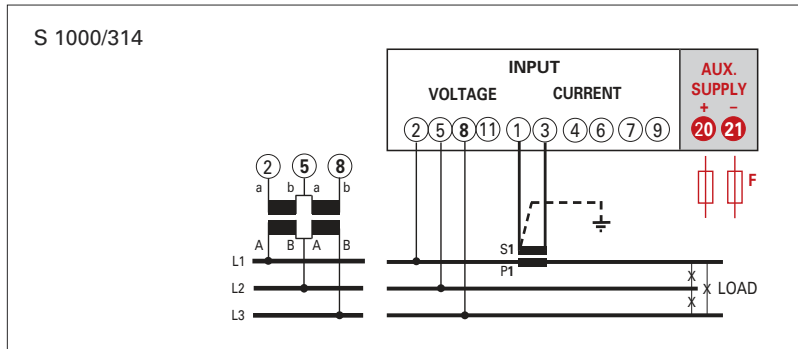 S 1000/314
INPUT
VOLTAGE CURRENT
AUX.
SUPPLY
+ −
2 5 8 11 1 3 4 6 7 9 20 21
2 5 8
a b a b
F
A B A B
S1
P1
L1
L2
X X X LOAD
L3